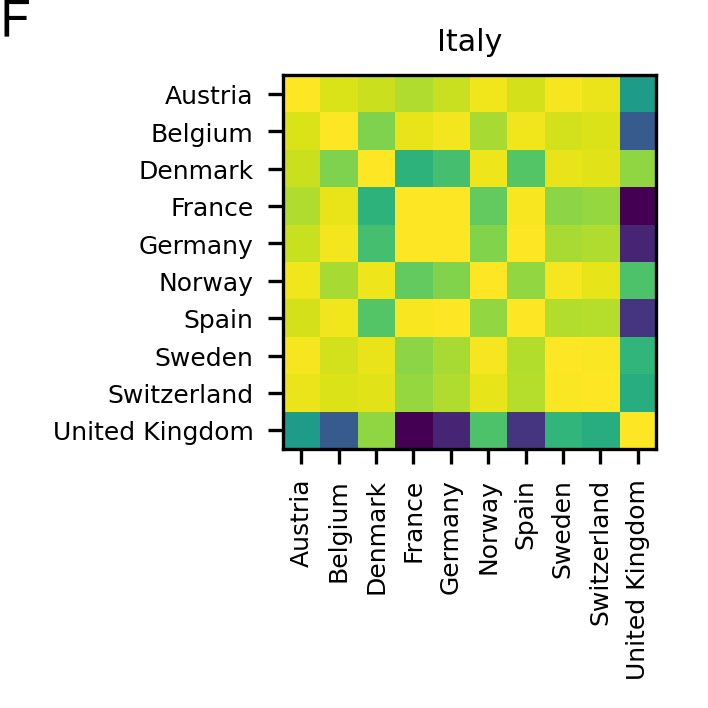 F
Italy
Austria
Belgium
Denmark
France
Germany
Norway
Spain
Sweden
Switzerland
United Kingdom
Austria
Belgium
Denmark
France
Germany
Norway
Spain
Sweden
Switzerland
United Kingdom